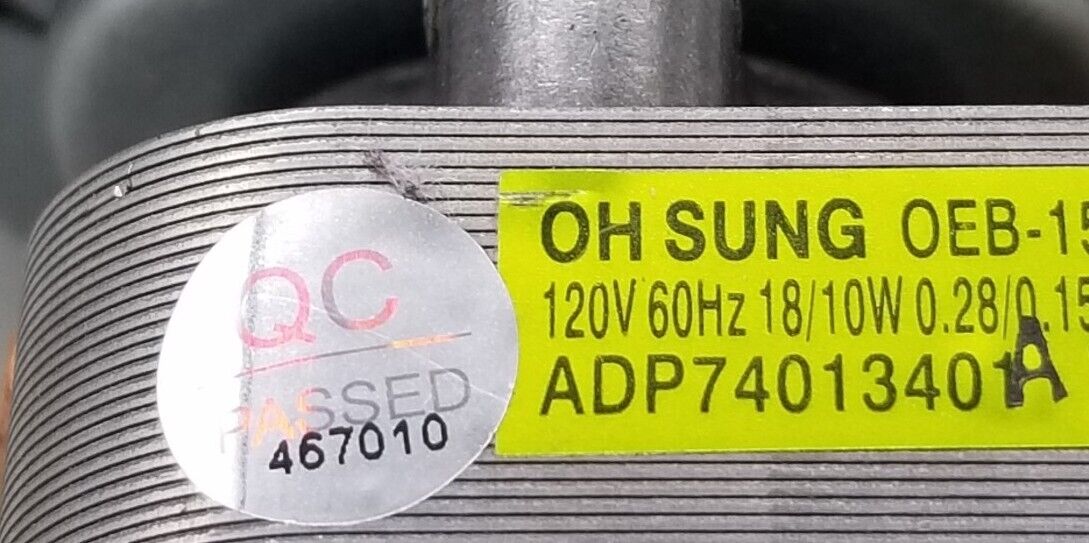 QC
PASSED
467010
OH SUNG OEB-15
120V 60Hz 18/10W 0.28/0.15
ADP74013401A